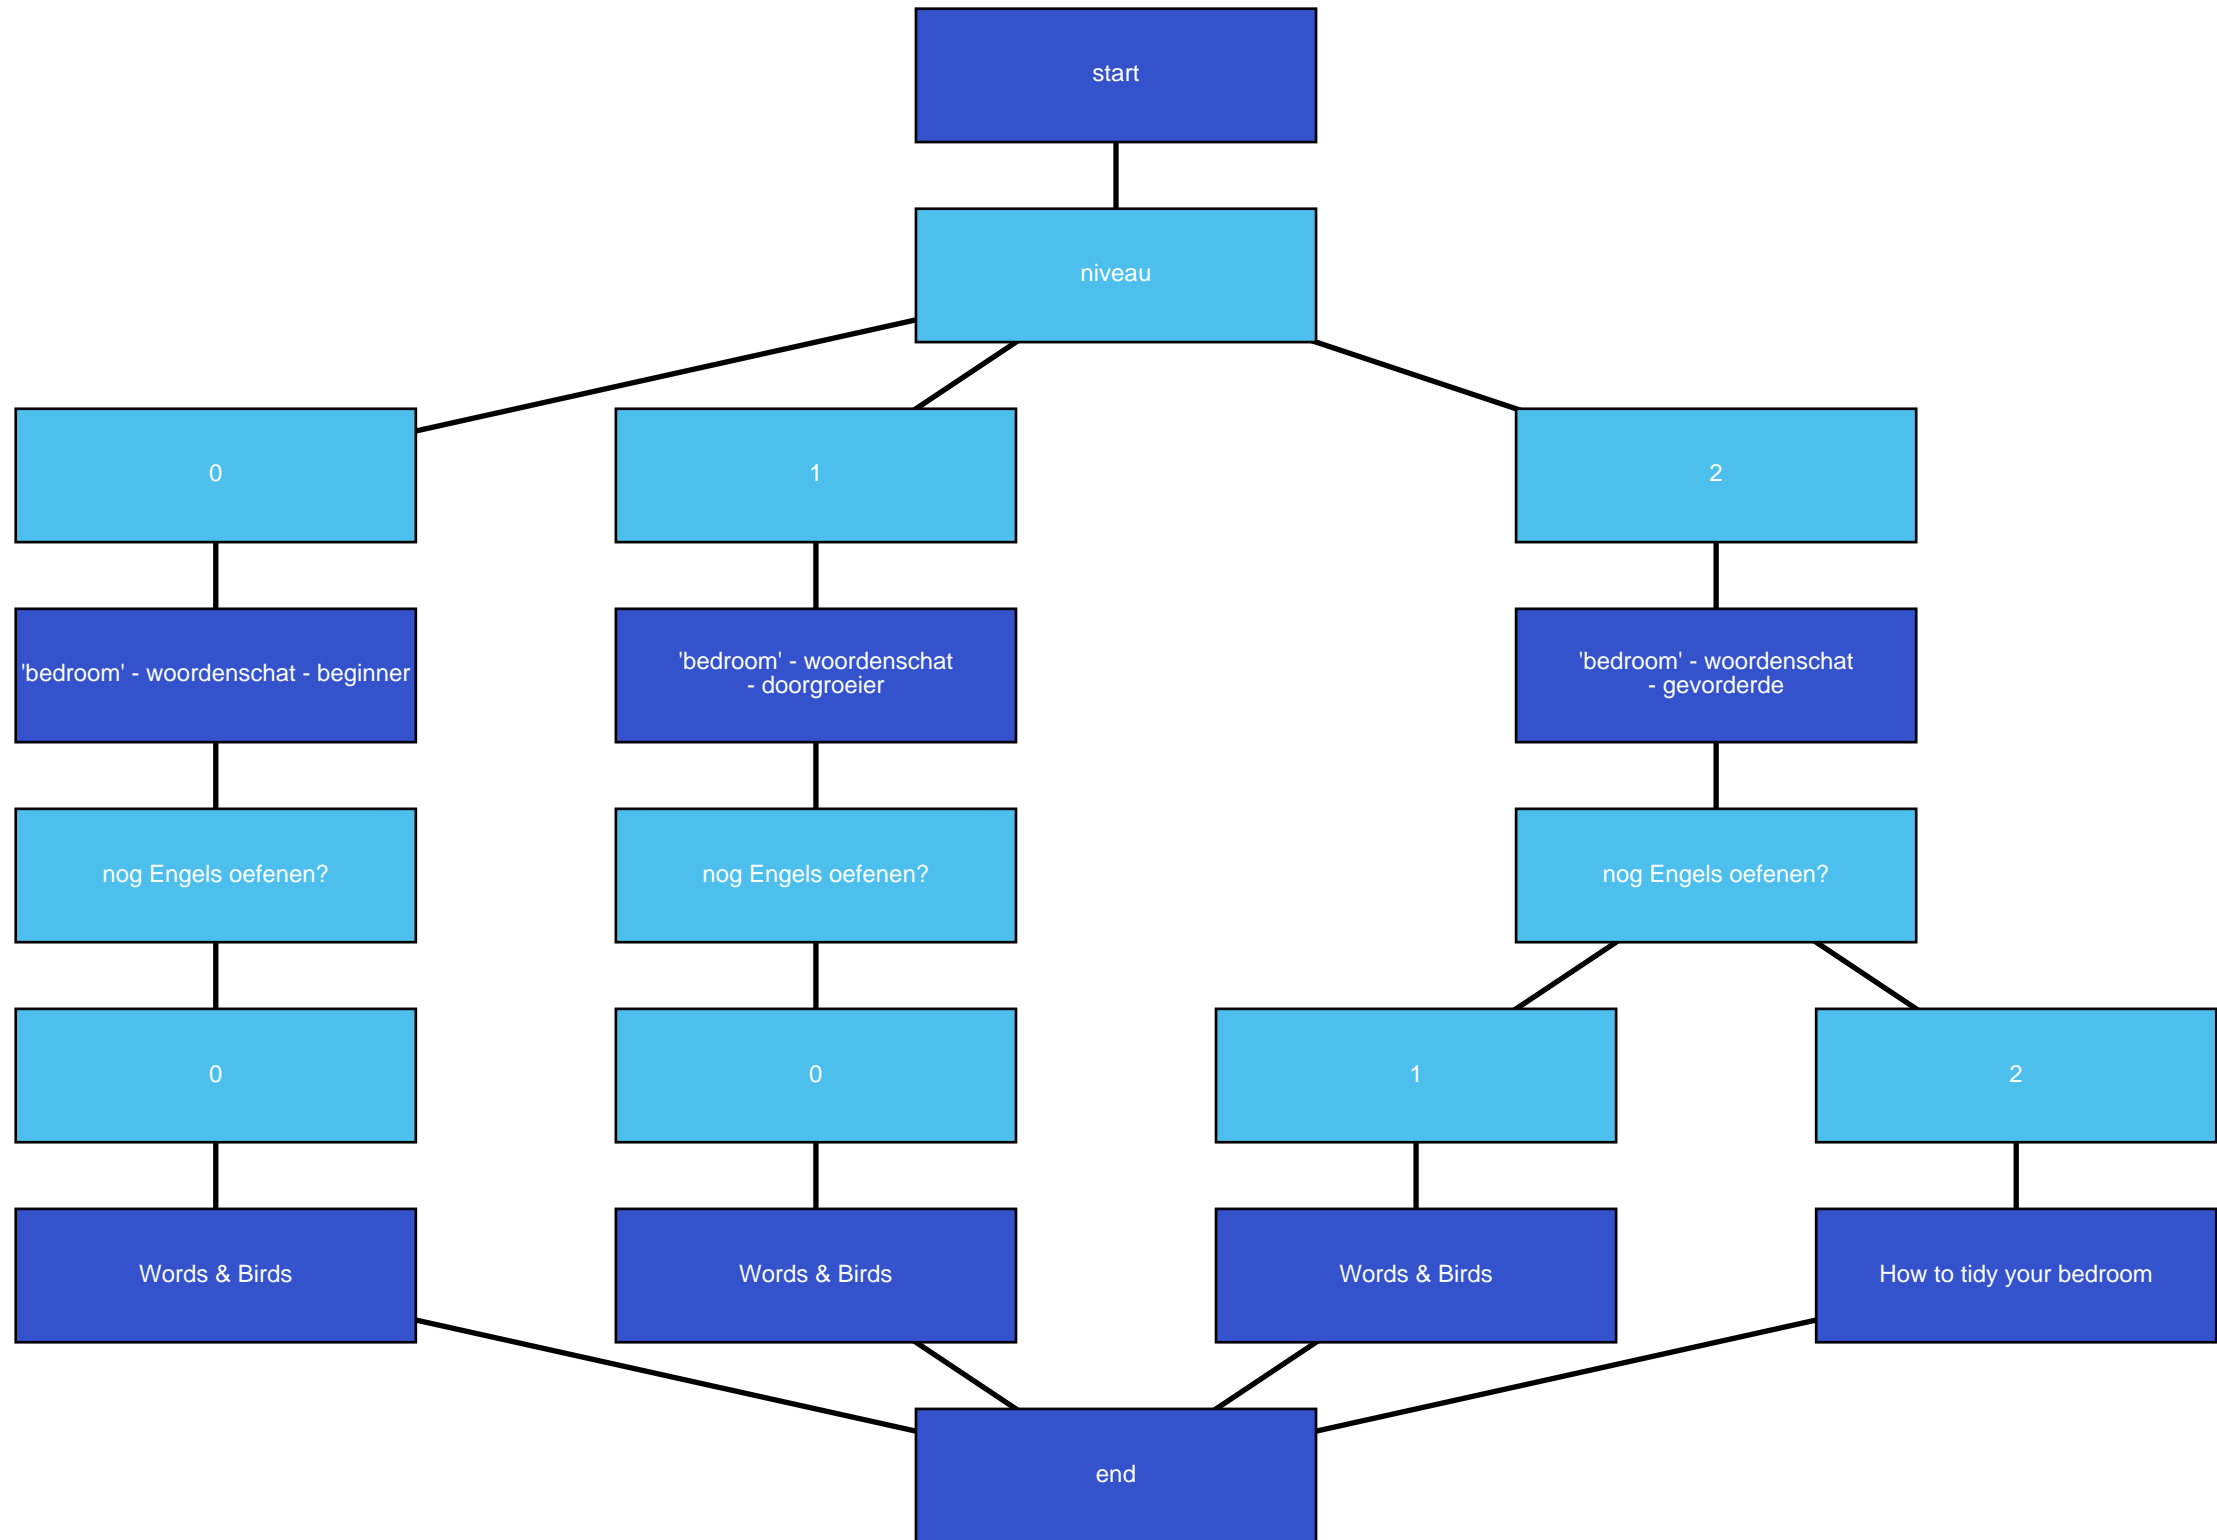 start
niveau
0
1
2
'bedroom' - woordenschat - beginner
'bedroom' - woordenschat
- doorgroeier
'bedroom' - woordenschat
- gevorderde
nog Engels oefenen?
nog Engels oefenen?
nog Engels oefenen?
0
0
1
2
Words & Birds
Words & Birds
Words & Birds
How to tidy your bedroom
end